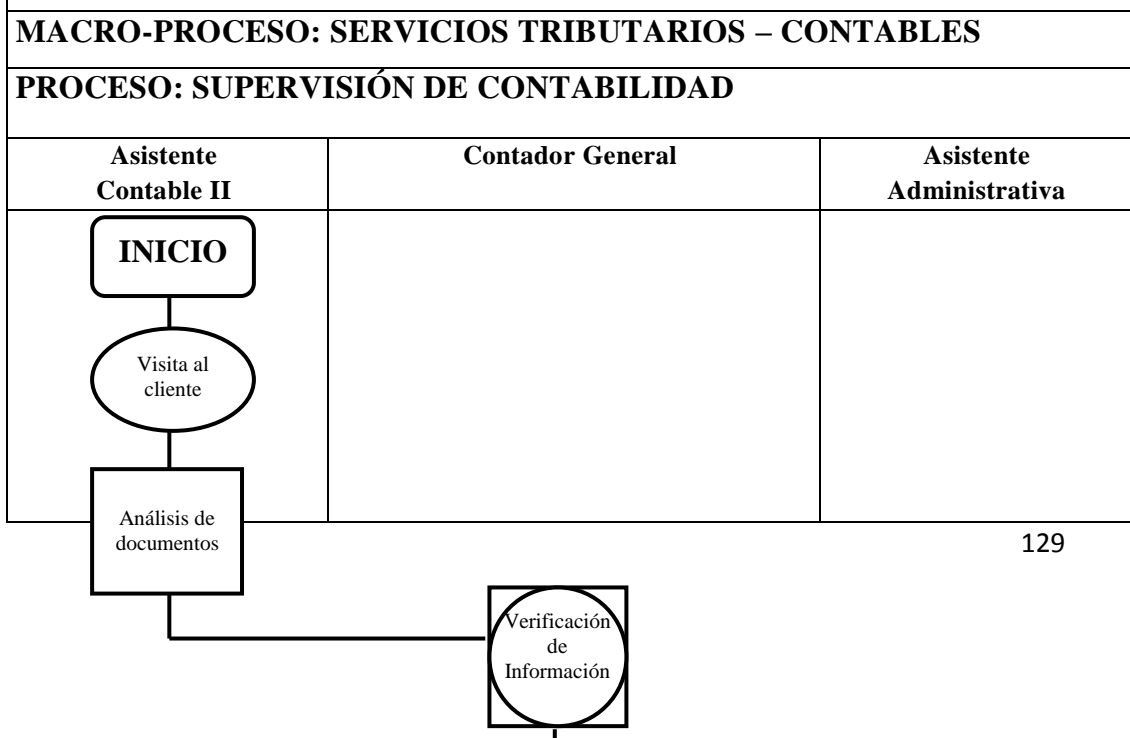 MACRO-PROCESO: SERVICIOS TRIBUTARIOS – CONTABLES
PROCESO: SUPERVISIÓN DE CONTABILIDAD
Asistente
Contable II
Contador General
Asistente
Administrativa
INICIO
Visita al
cliente
Análisis de
documentos
129
Verificación
de
Información